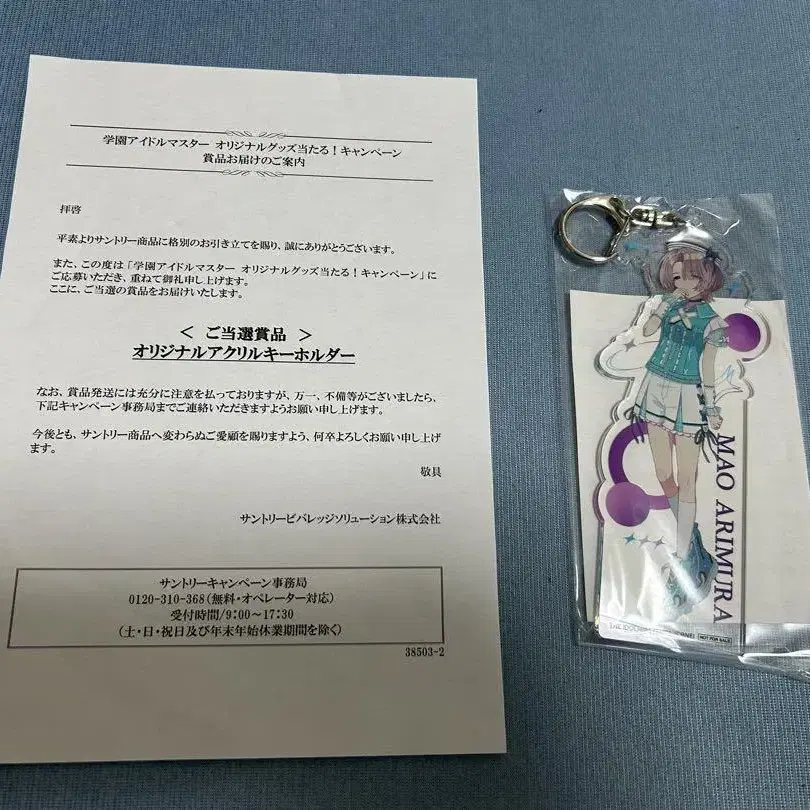 学園アイドルマスター オリジナルグッズ当たる！キャンペーン
賞品お届けのご案内
拝啓
平素よりサントリー商品に格別のお引き立てを賜り、誠にありがとうございます。
また、この度は「学園アイドルマスター オリジナルグッズ当たる！キャンペーン」に
ご応募いただき、重ねて御礼申し上げます。
ここに、ご当選の賞品をお届けいたします。
＜ ご当選賞品 ＞
オリジナルアクリルキーホルダー
なお、賞品発送には充分に注意を払っておりますが、万一、不備等がございましたら、
下記キャンペーン事務局までご連絡いただきますようお願い申し上げます。
今後とも、サントリー商品へ変わらぬご愛顧を賜りますよう、何卒よろしくお願い申し上げ
ます。
敬具
サントリービバレッジソリューション株式会社
サントリーキャンペーン事務局
0120-310-368(無料・オペレーター対応)
受付時間/9:00～17:30
(土・日・祝日及び年末年始休業期間を除く)
38503-2
MAO ARIMURA
NOT FOR SALE